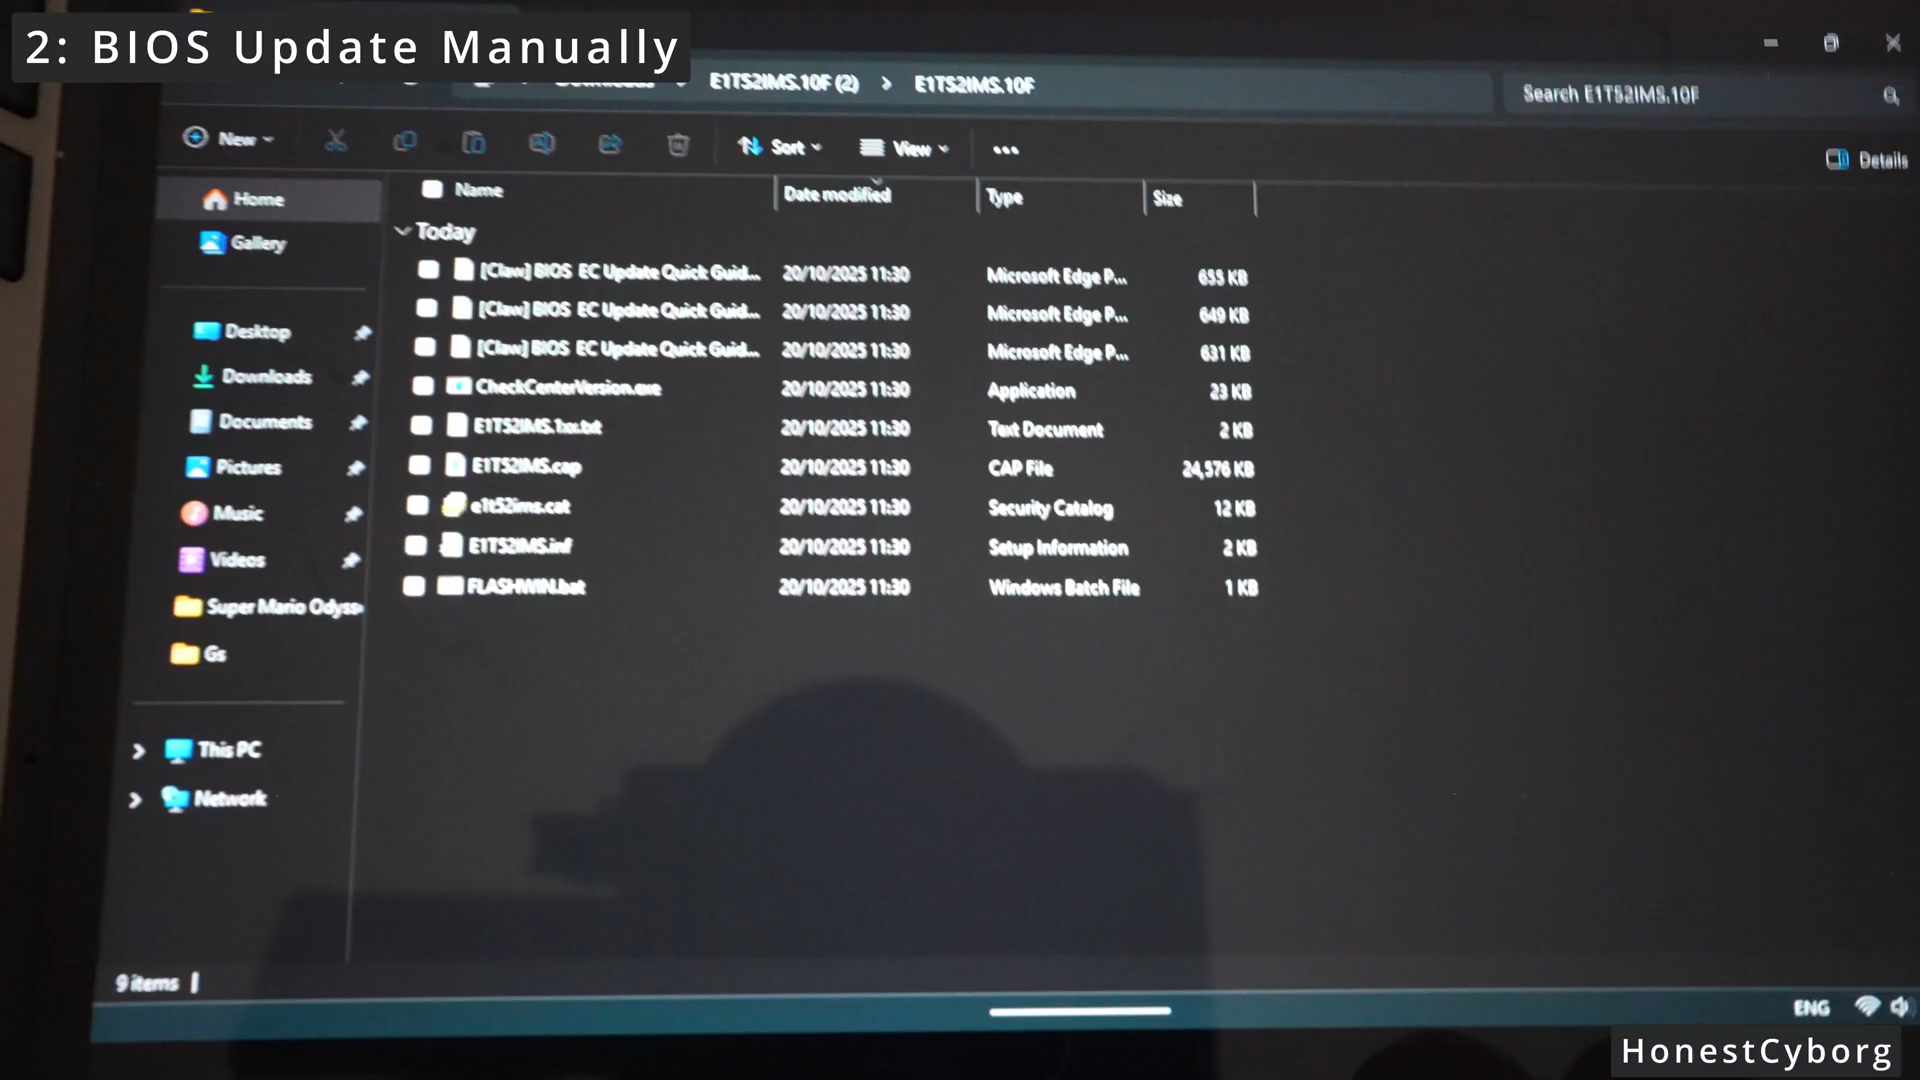 2: BIOS Update Manually
E1T52IMS.10F (2) > E1T52IMS.10F
Search E1T52IMS.10F
New
Sort
View
Details
Name Date modified Type Size
Home
Gallery
Desktop
Downloads
Documents
Pictures
Music
Videos
Super Mario Odyss
Gs
This PC
Network
Today
[Claw] BIOS EC Update Quick Guid... 20/10/2025 11:30 Microsoft Edge P... 655 KB
[Claw] BIOS EC Update Quick Guid... 20/10/2025 11:30 Microsoft Edge P... 649 KB
[Claw] BIOS EC Update Quick Guid... 20/10/2025 11:30 Microsoft Edge P... 631 KB
CheckCenterVersion.exe 20/10/2025 11:30 Application 23 KB
E1T52IMS.1xx.txt 20/10/2025 11:30 Text Document 2 KB
E1T52IMS.cap 20/10/2025 11:30 CAP File 24,576 KB
e1t52ims.cat 20/10/2025 11:30 Security Catalog 12 KB
E1T52IMS.inf 20/10/2025 11:30 Setup Information 2 KB
FLASHWIN.bat 20/10/2025 11:30 Windows Batch File 1 KB
9 items
ENG
HonestCyborg